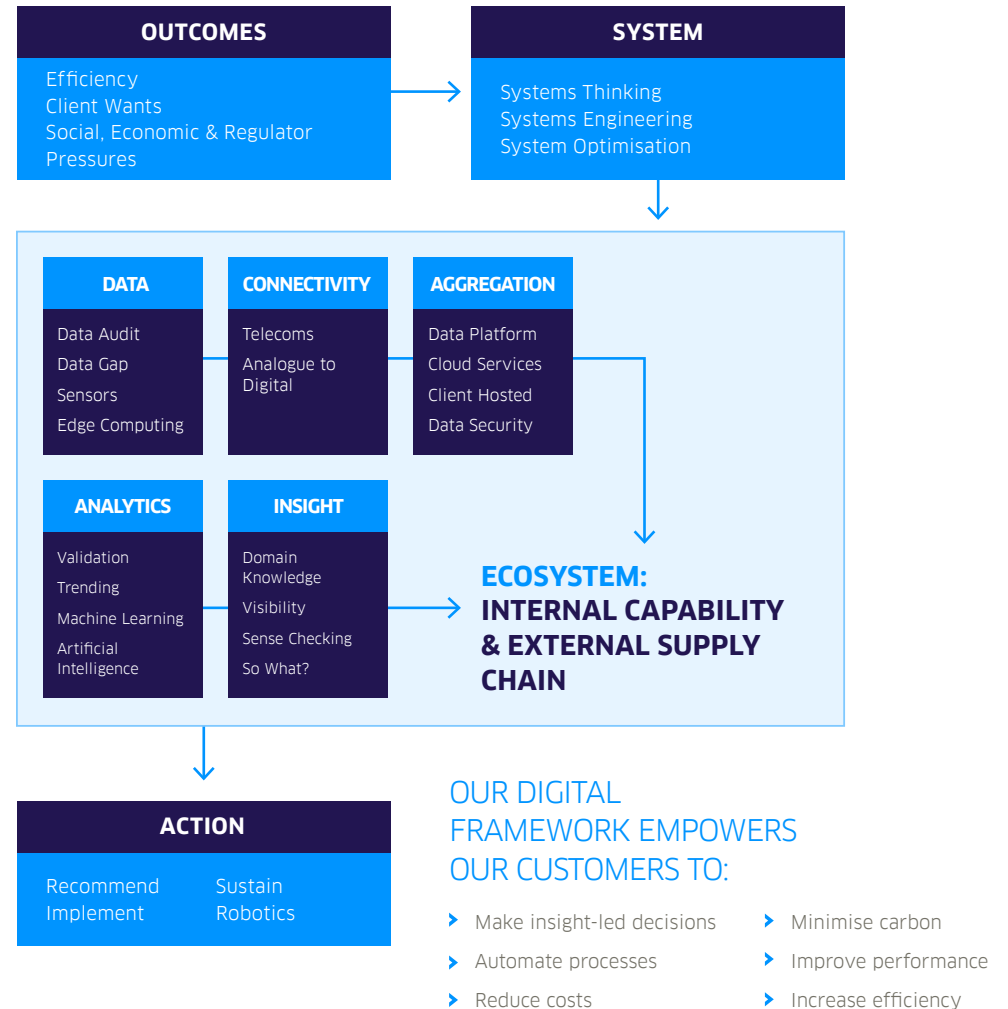 OUTCOMES
Efficiency
Client Wants
Social, Economic & Regulator
Pressures
SYSTEM
Systems Thinking
Systems Engineering
System Optimisation
DATA
Data Audit
Data Gap
Sensors
Edge Computing
CONNECTIVITY
Telecoms
Analogue to
Digital
AGGREGATION
Data Platform
Cloud Services
Client Hosted
Data Security
ANALYTICS
Validation
Trending
Machine Learning
Artificial
Intelligence
INSIGHT
Domain
Knowledge
Visibility
Sense Checking
So What?
ECOSYSTEM:
INTERNAL CAPABILITY
& EXTERNAL SUPPLY
CHAIN
ACTION
Recommend
Implement
Sustain
Robotics
OUR DIGITAL
FRAMEWORK EMPOWERS
OUR CUSTOMERS TO:
Make insight-led decisions
Automate processes
Reduce costs
Minimise carbon
Improve performance
Increase efficiency